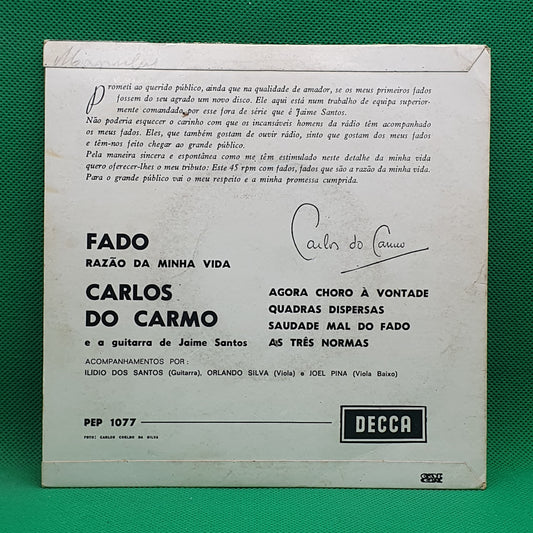 Prometi ao querido público, ainda que na qualidade de amador, se os meus primeiros fados
fossem do seu agrado um novo disco. Ele aqui está num trabalho de equipa superior-
mente comandado, por esse fora de série que é Jaime Santos.
Não poderia esquecer o carinho com que os incansáveis homens da rádio têm acompanhado
os meus fados. Eles, que também gostam de ouvir rádio, sinto que gostam dos meus fados
e têm-nos feito chegar ao grande público.
Pela maneira sincera e espontânea como me têm estimulado neste detalhe da minha vida
quero oferecer-lhes o meu tributo: Este 45 rpm com fados, fados que são a razão da minha vida.
Para o grande público vai o meu respeito e a minha promessa cumprida.
Carlos do Carmo
FADO
RAZÃO DA MINHA VIDA
CARLOS
DO CARMO
e a guitarra de Jaime Santos
AGORA CHORO À VONTADE
QUADRAS DISPERSAS
SAUDADE MAL DO FADO
AS TRÊS NORMAS
ACOMPANHAMENTOS POR:
ILIDIO DOS SANTOS (Guitarra), ORLANDO SILVA (Viola) e JOEL PINA (Viola Baixo)
PEP 1077
DECCA
FOTO: CARLOS COELHO DA SILVA